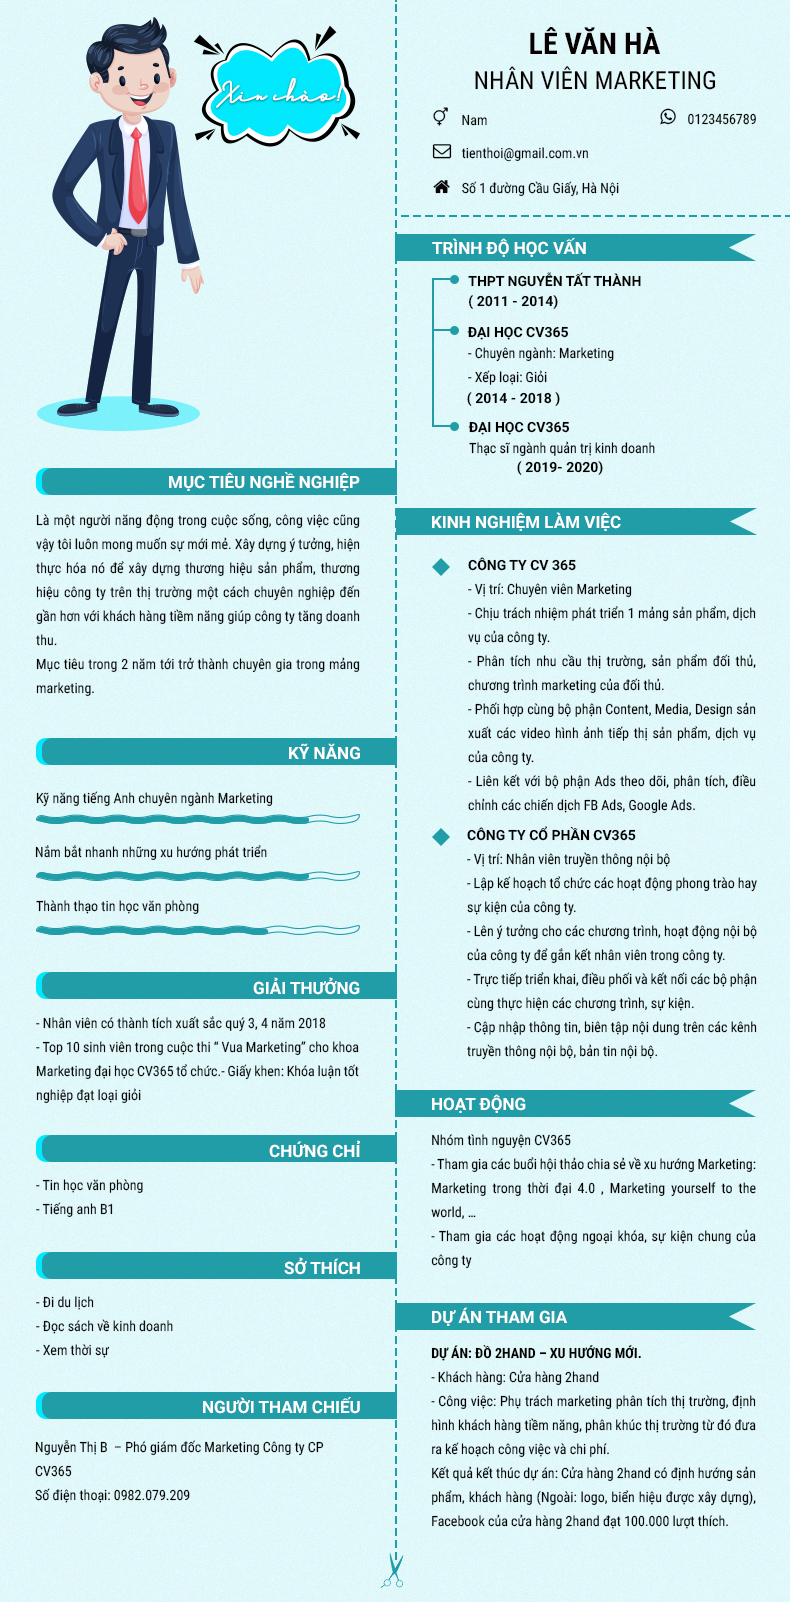 Xin chào!
LÊ VĂN HÀ
NHÂN VIÊN MARKETING
Nam
0123456789
tienthoi@gmail.com.vn
Số 1 đường Cầu Giấy, Hà Nội
MỤC TIÊU NGHỀ NGHIỆP
Là một người năng động trong cuộc sống, công việc cũng
vậy tôi luôn mong muốn sự mới mẻ. Xây dựng ý tưởng, hiện
thực hóa nó để xây dựng thương hiệu sản phẩm, thương
hiệu công ty trên thị trường một cách chuyên nghiệp đến
gần hơn với khách hàng tiềm năng giúp công ty tăng doanh
thu.
Mục tiêu trong 2 năm tới trở thành chuyên gia trong mảng
marketing.
KỸ NĂNG
Kỹ năng tiếng Anh chuyên ngành Marketing
Nắm bắt nhanh những xu hướng phát triển
Thành thạo tin học văn phòng
GIẢI THƯỞNG
- Nhân viên có thành tích xuất sắc quý 3, 4 năm 2018
- Top 10 sinh viên trong cuộc thi “ Vua Marketing” cho khoa
Marketing đại học CV365 tổ chức.- Giấy khen: Khóa luận tốt
nghiệp đạt loại giỏi
CHỨNG CHỈ
- Tin học văn phòng
- Tiếng anh B1
SỞ THÍCH
- Đi du lịch
- Đọc sách về kinh doanh
- Xem thời sự
NGƯỜI THAM CHIẾU
Nguyễn Thị B – Phó giám đốc Marketing Công ty CP
CV365
Số điện thoại: 0982.079.209
TRÌNH ĐỘ HỌC VẤN
THPT NGUYỄN TẤT THÀNH
( 2011 - 2014)
ĐẠI HỌC CV365
- Chuyên ngành: Marketing
- Xếp loại: Giỏi
( 2014 - 2018 )
ĐẠI HỌC CV365
Thạc sĩ ngành quản trị kinh doanh
( 2019- 2020)
KINH NGHIỆM LÀM VIỆC
CÔNG TY CV 365
- Vị trí: Chuyên viên Marketing
- Chịu trách nhiệm phát triển 1 mảng sản phẩm, dịch
vụ của công ty.
- Phân tích nhu cầu thị trường, sản phẩm đối thủ,
chương trình marketing của đối thủ.
- Phối hợp cùng bộ phận Content, Media, Design sản
xuất các video hình ảnh tiếp thị sản phẩm, dịch vụ
của công ty.
- Liên kết với bộ phận Ads theo dõi, phân tích, điều
chỉnh các chiến dịch FB Ads, Google Ads.
CÔNG TY CỔ PHẦN CV365
- Vị trí: Nhân viên truyền thông nội bộ
- Lập kế hoạch tổ chức các hoạt động phong trào hay
sự kiện của công ty.
- Lên ý tưởng cho các chương trình, hoạt động nội bộ
của công ty để gắn kết nhân viên trong công ty.
- Trực tiếp triển khai, điều phối và kết nối các bộ phận
cùng thực hiện các chương trình, sự kiện.
- Cập nhập thông tin, biên tập nội dung trên các kênh
truyền thông nội bộ, bản tin nội bộ.
HOẠT ĐỘNG
Nhóm tình nguyện CV365
- Tham gia các buổi hội thảo chia sẻ về xu hướng Marketing:
Marketing trong thời đại 4.0 , Marketing yourself to the
world, ...
- Tham gia các hoạt động ngoại khóa, sự kiện chung của
công ty
DỰ ÁN THAM GIA
DỰ ÁN: ĐỒ 2HAND – XU HƯỚNG MỚI.
- Khách hàng: Cửa hàng 2hand
- Công việc: Phụ trách marketing phân tích thị trường, định
hình khách hàng tiềm năng, phân khúc thị trường từ đó đưa
ra kế hoạch công việc và chi phí.
Kết quả kết thúc dự án: Cửa hàng 2hand có định hướng sản
phẩm, khách hàng (Ngoài: logo, biển hiệu được xây dựng),
Facebook của cửa hàng 2hand đạt 100.000 lượt thích.